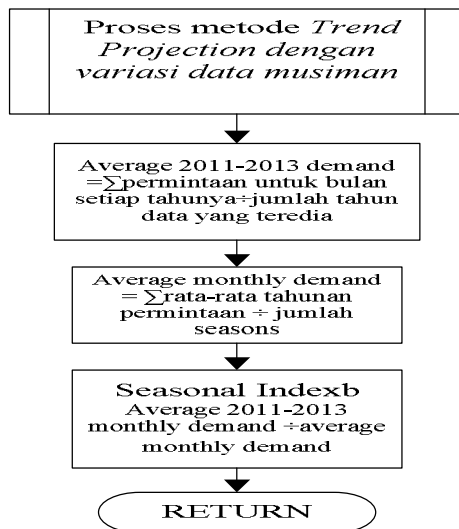 Proses metode Trend
Projection dengan
variasi data musiman
Average 2011-2013 demand
=∑permintaan untuk bulan
setiap tahunya÷jumlah tahun
data yang teredia
Average monthly demand
= ∑rata-rata tahunan
permintaan ÷ jumlah
seasons
Seasonal Indexb
Average 2011-2013
monthly demand ÷average
monthly demand
RETURN